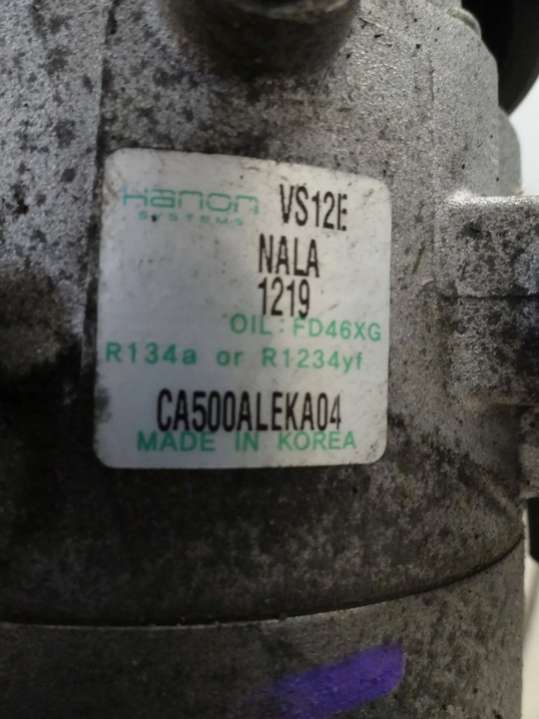 Hanon VS12E
SYSTEMS
NALA
1219
OIL : FD46XG
R134a or R1234yf
CA500ALEKA04
MADE IN KOREA